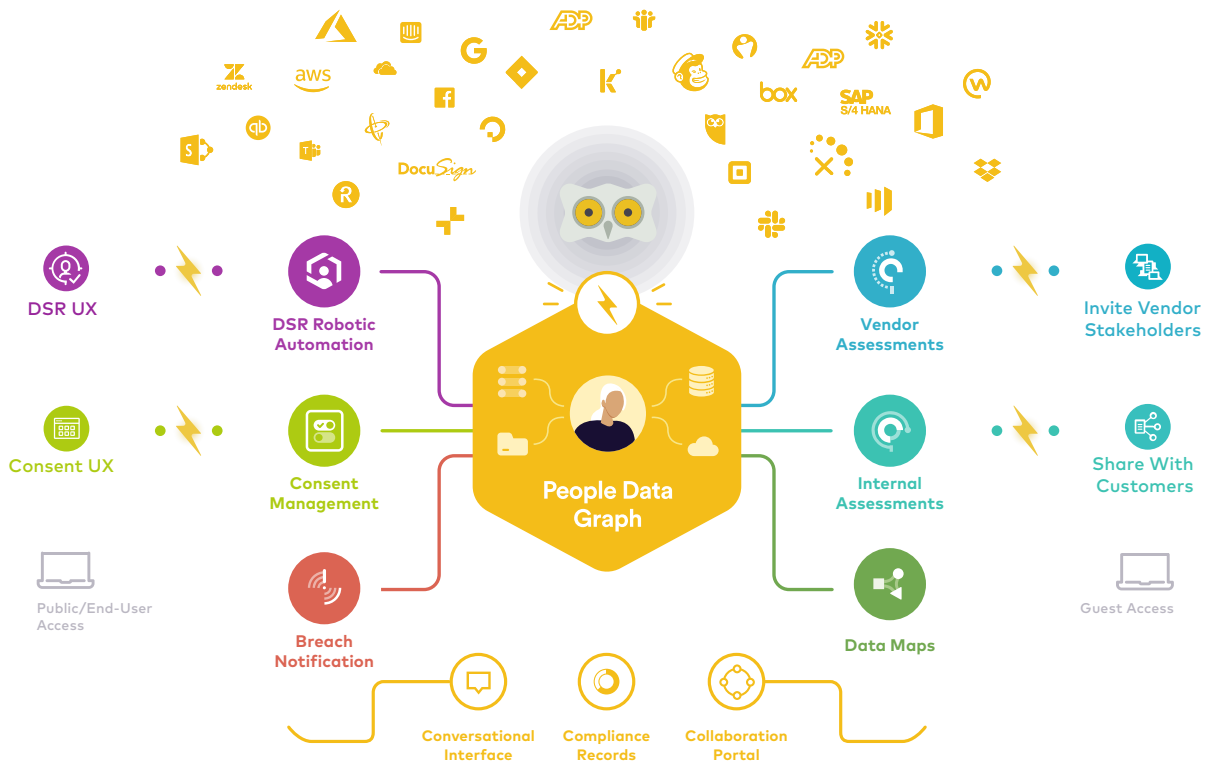 ADP
ADP
zendesk
aws
box
SAP
S/4 HANA
qb
S
T
DocuSign
R
DSR UX
DSR Robotic
Automation
Vendor
Assessments
Invite Vendor
Stakeholders
Consent UX
Consent
Management
People Data
Graph
Internal
Assessments
Share With
Customers
Public/End-User
Access
Guest Access
Breach
Notification
Data Maps
Conversational
Interface
Compliance
Records
Collaboration
Portal